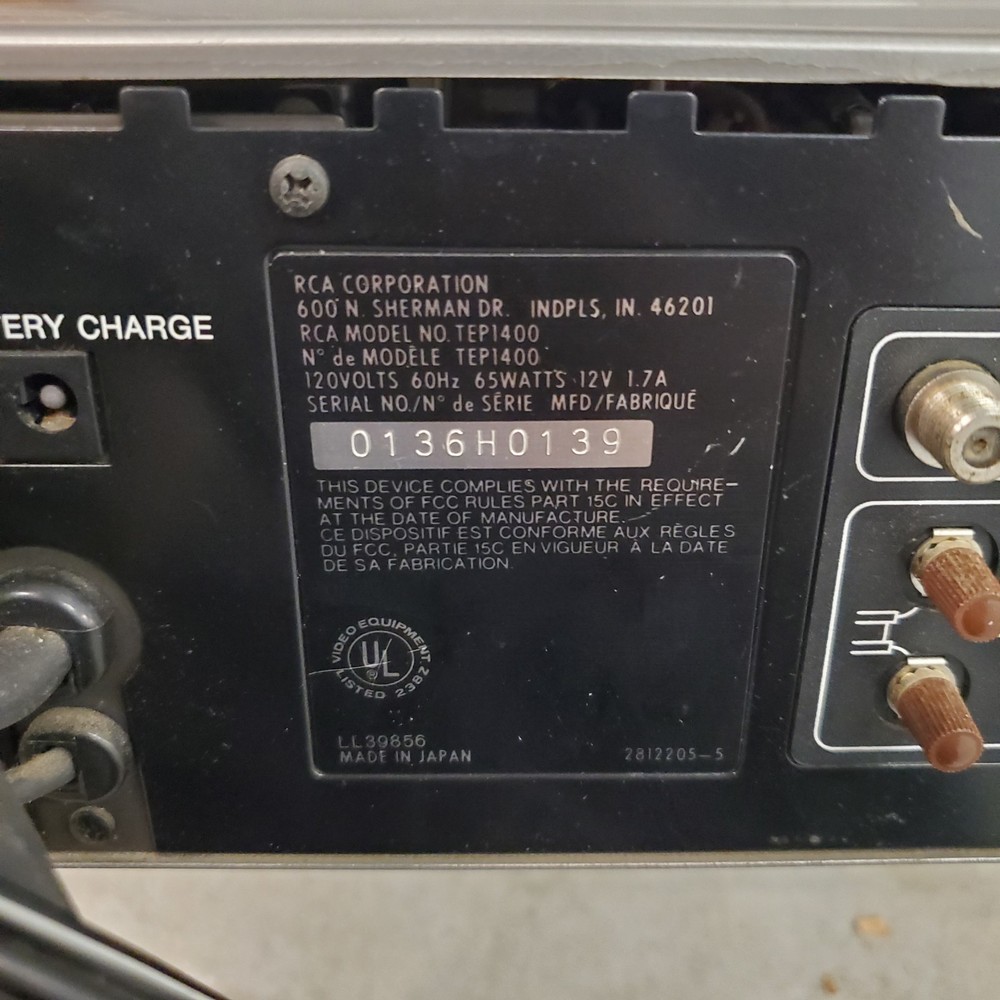 ERY CHARGE
RCA CORPORATION
600 N. SHERMAN DR. INDPLS, IN. 46201
RCA MODEL NO. TEP1400
N° de MODÈLE TEP1400
120VOLTS 60Hz 65WATTS 12V 1.7A
SERIAL NO./N° de SÉRIE MFD/FABRIQUÉ
0136H0139
THIS DEVICE COMPLIES WITH THE REQUIRE-
MENTS OF FCC RULES PART 15C IN EFFECT
AT THE DATE OF MANUFACTURE.
CE DISPOSITIF EST CONFORME AUX RÈGLES
DU FCC, PARTIE 15C EN VIGUEUR À LA DATE
DE SA FABRICATION.
VIDEO EQUIPMENT
UL
LISTED 238Z
LL39856
MADE IN JAPAN
2812205-5